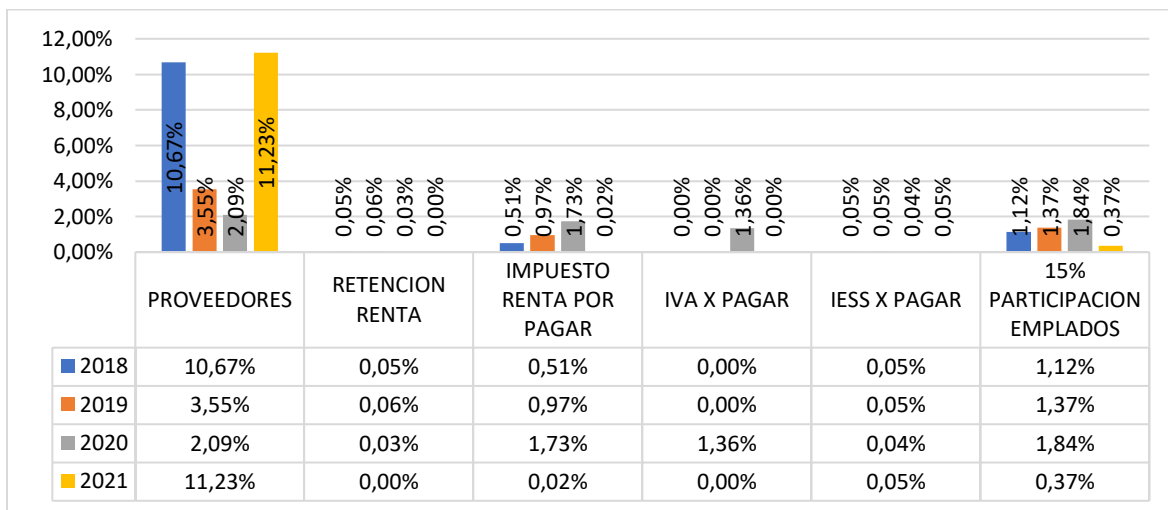 12,00%
10,00%
8,00%
6,00%
4,00%
2,00%
0,00%
10,67% 3,55% 2,09% 11,23% 0,05% 0,06% 0,03% 0,00% 0,51% 0,97% 1,73% 0,02% 0,00% 0,00% 1,36% 0,00% 0,05% 0,05% 0,04% 0,05% 1,12% 1,37% 1,84% 0,37%
PROVEEDORES
RETENCION
RENTA
IMPUESTO
RENTA POR
PAGAR
IVA X PAGAR
IESS X PAGAR
15%
PARTICIPACION
EMPLADOS
2018 10,67% 0,05% 0,51% 0,00% 0,05% 1,12%
2019 3,55% 0,06% 0,97% 0,00% 0,05% 1,37%
2020 2,09% 0,03% 1,73% 1,36% 0,04% 1,84%
2021 11,23% 0,00% 0,02% 0,00% 0,05% 0,37%